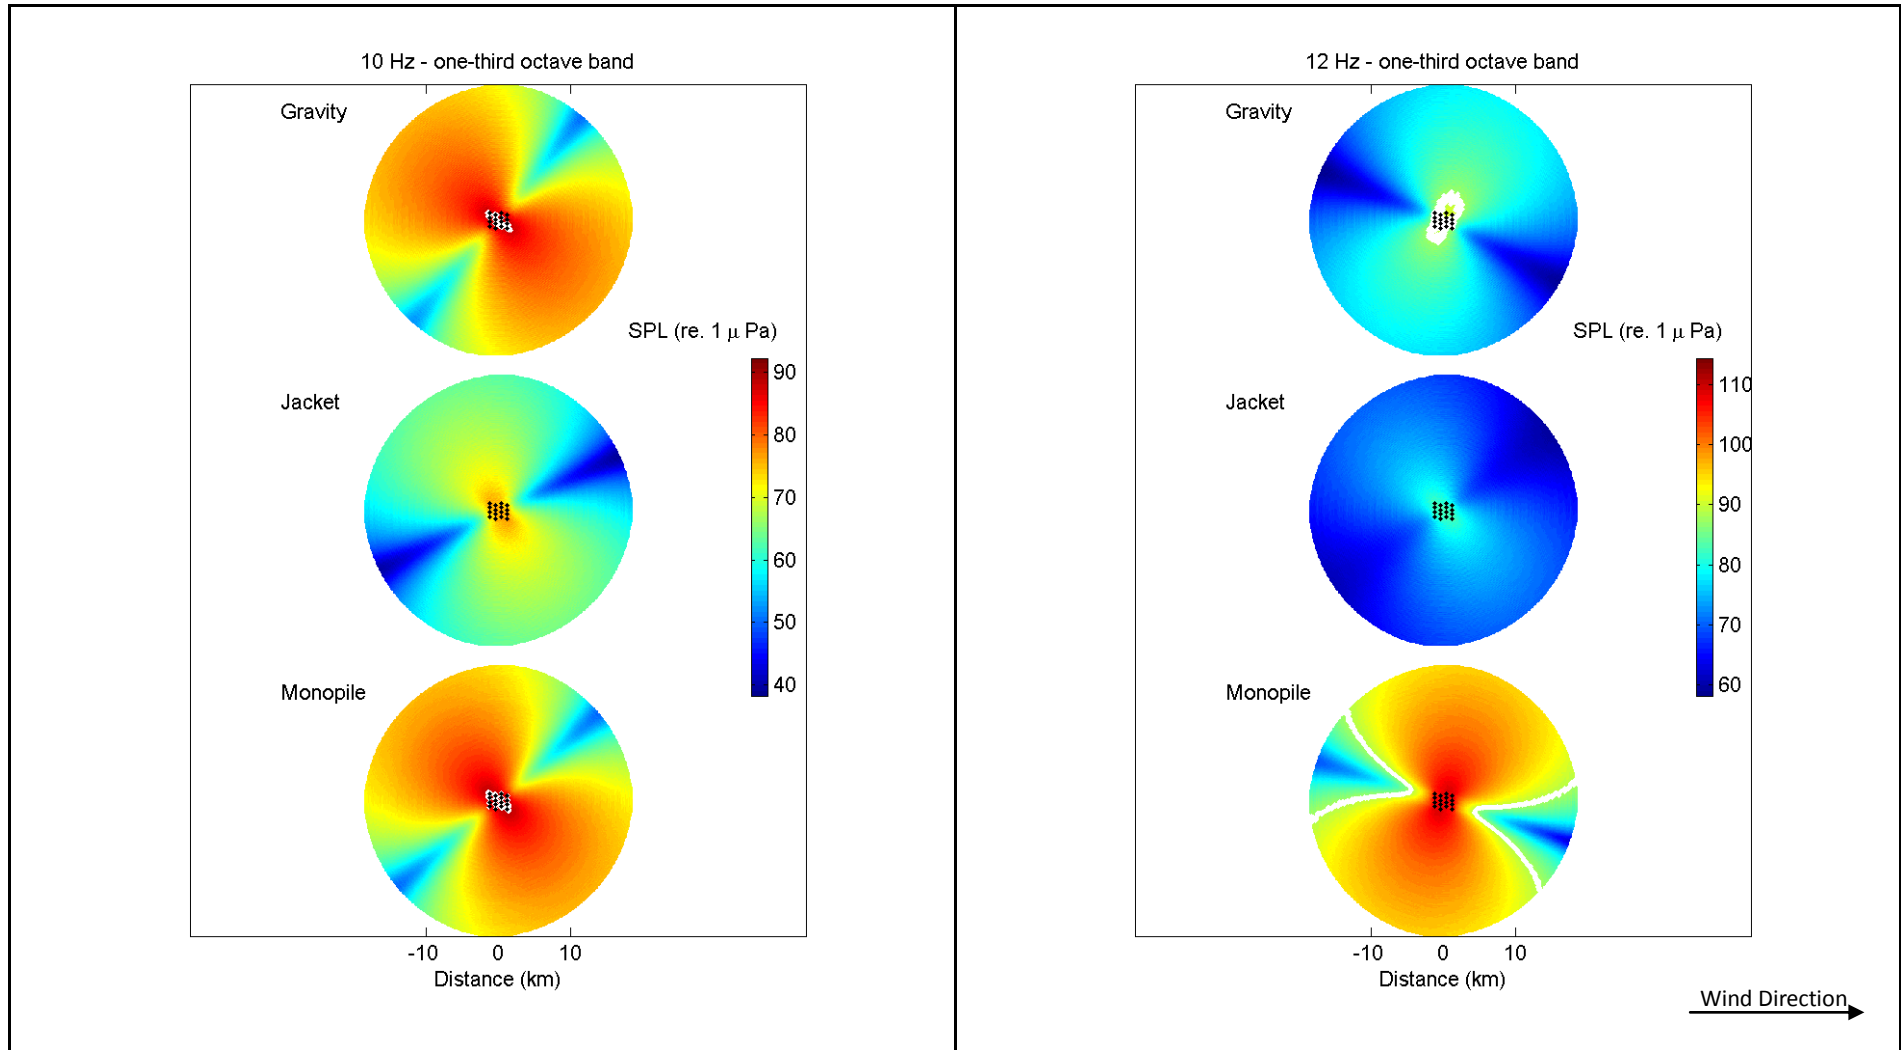 10 Hz - one-third octave band
Gravity
SPL (re. 1 μ Pa)
90
80
Jacket
70
60
50
40
Monopile
-10 0 10
Distance (km)
12 Hz - one-third octave band
Gravity
SPL (re. 1 μ Pa)
110
Jacket
100
90
80
70
60
Monopile
-10 0 10
Distance (km)
Wind Direction